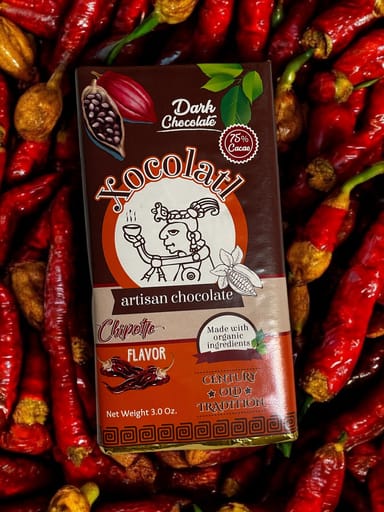 Dark
Chocolate
75%
Cacao
Xocolatl
artisan chocolate
Chipotle
FLAVOR
Made with
organic
ingredients
CENTURY
OLD
TRADITION
Net Weight 3.0 Oz.